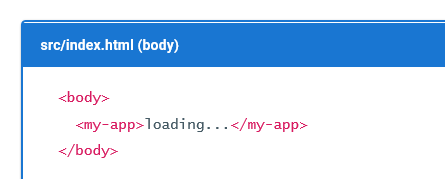 src/index.html (body)
<body>
<my-app>loading...</my-app>
</body>